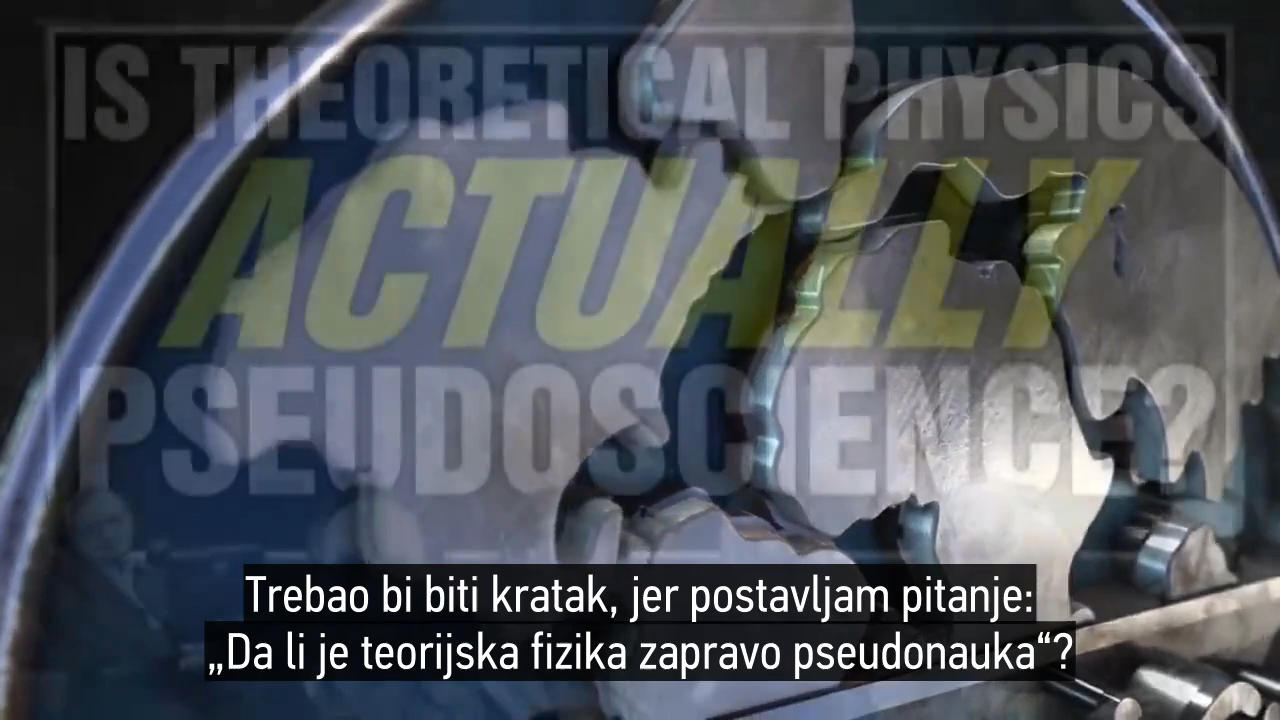 IS THEORETICAL PHYSICS
ACTUALLY
PSEUDOSCIENCE?
Trebao bi biti kratak, jer postavljam pitanje:
„Da li je teorijska fizika zapravo pseudonauka“?